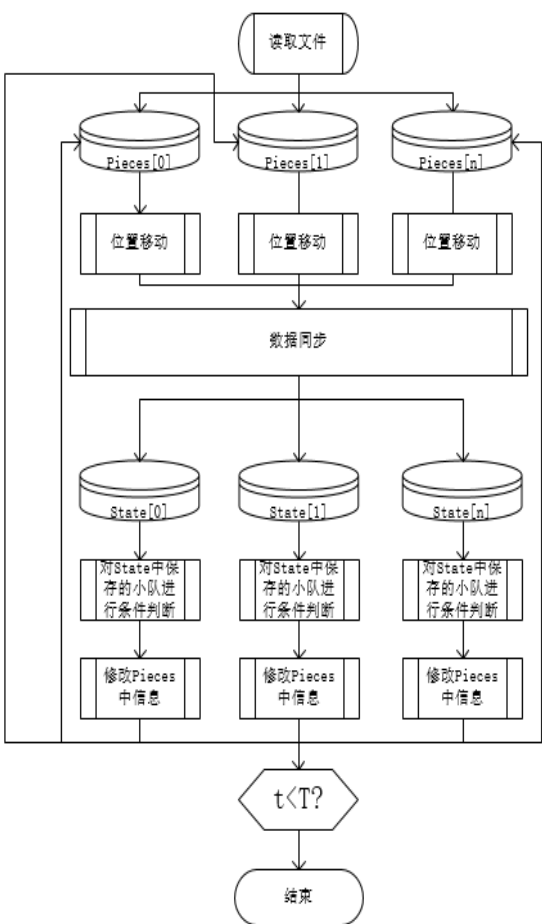 读取文件
Pieces[0]
Pieces[1]
Pieces[n]
位置移动
位置移动
位置移动
数据同步
State[0]
State[1]
State[n]
对State中保
存的小队进
行条件判断
对State中保
存的小队进
行条件判断
对State中保
存的小队进
行条件判断
修改Pieces
中信息
修改Pieces
中信息
修改Pieces
中信息
t<T?
结束